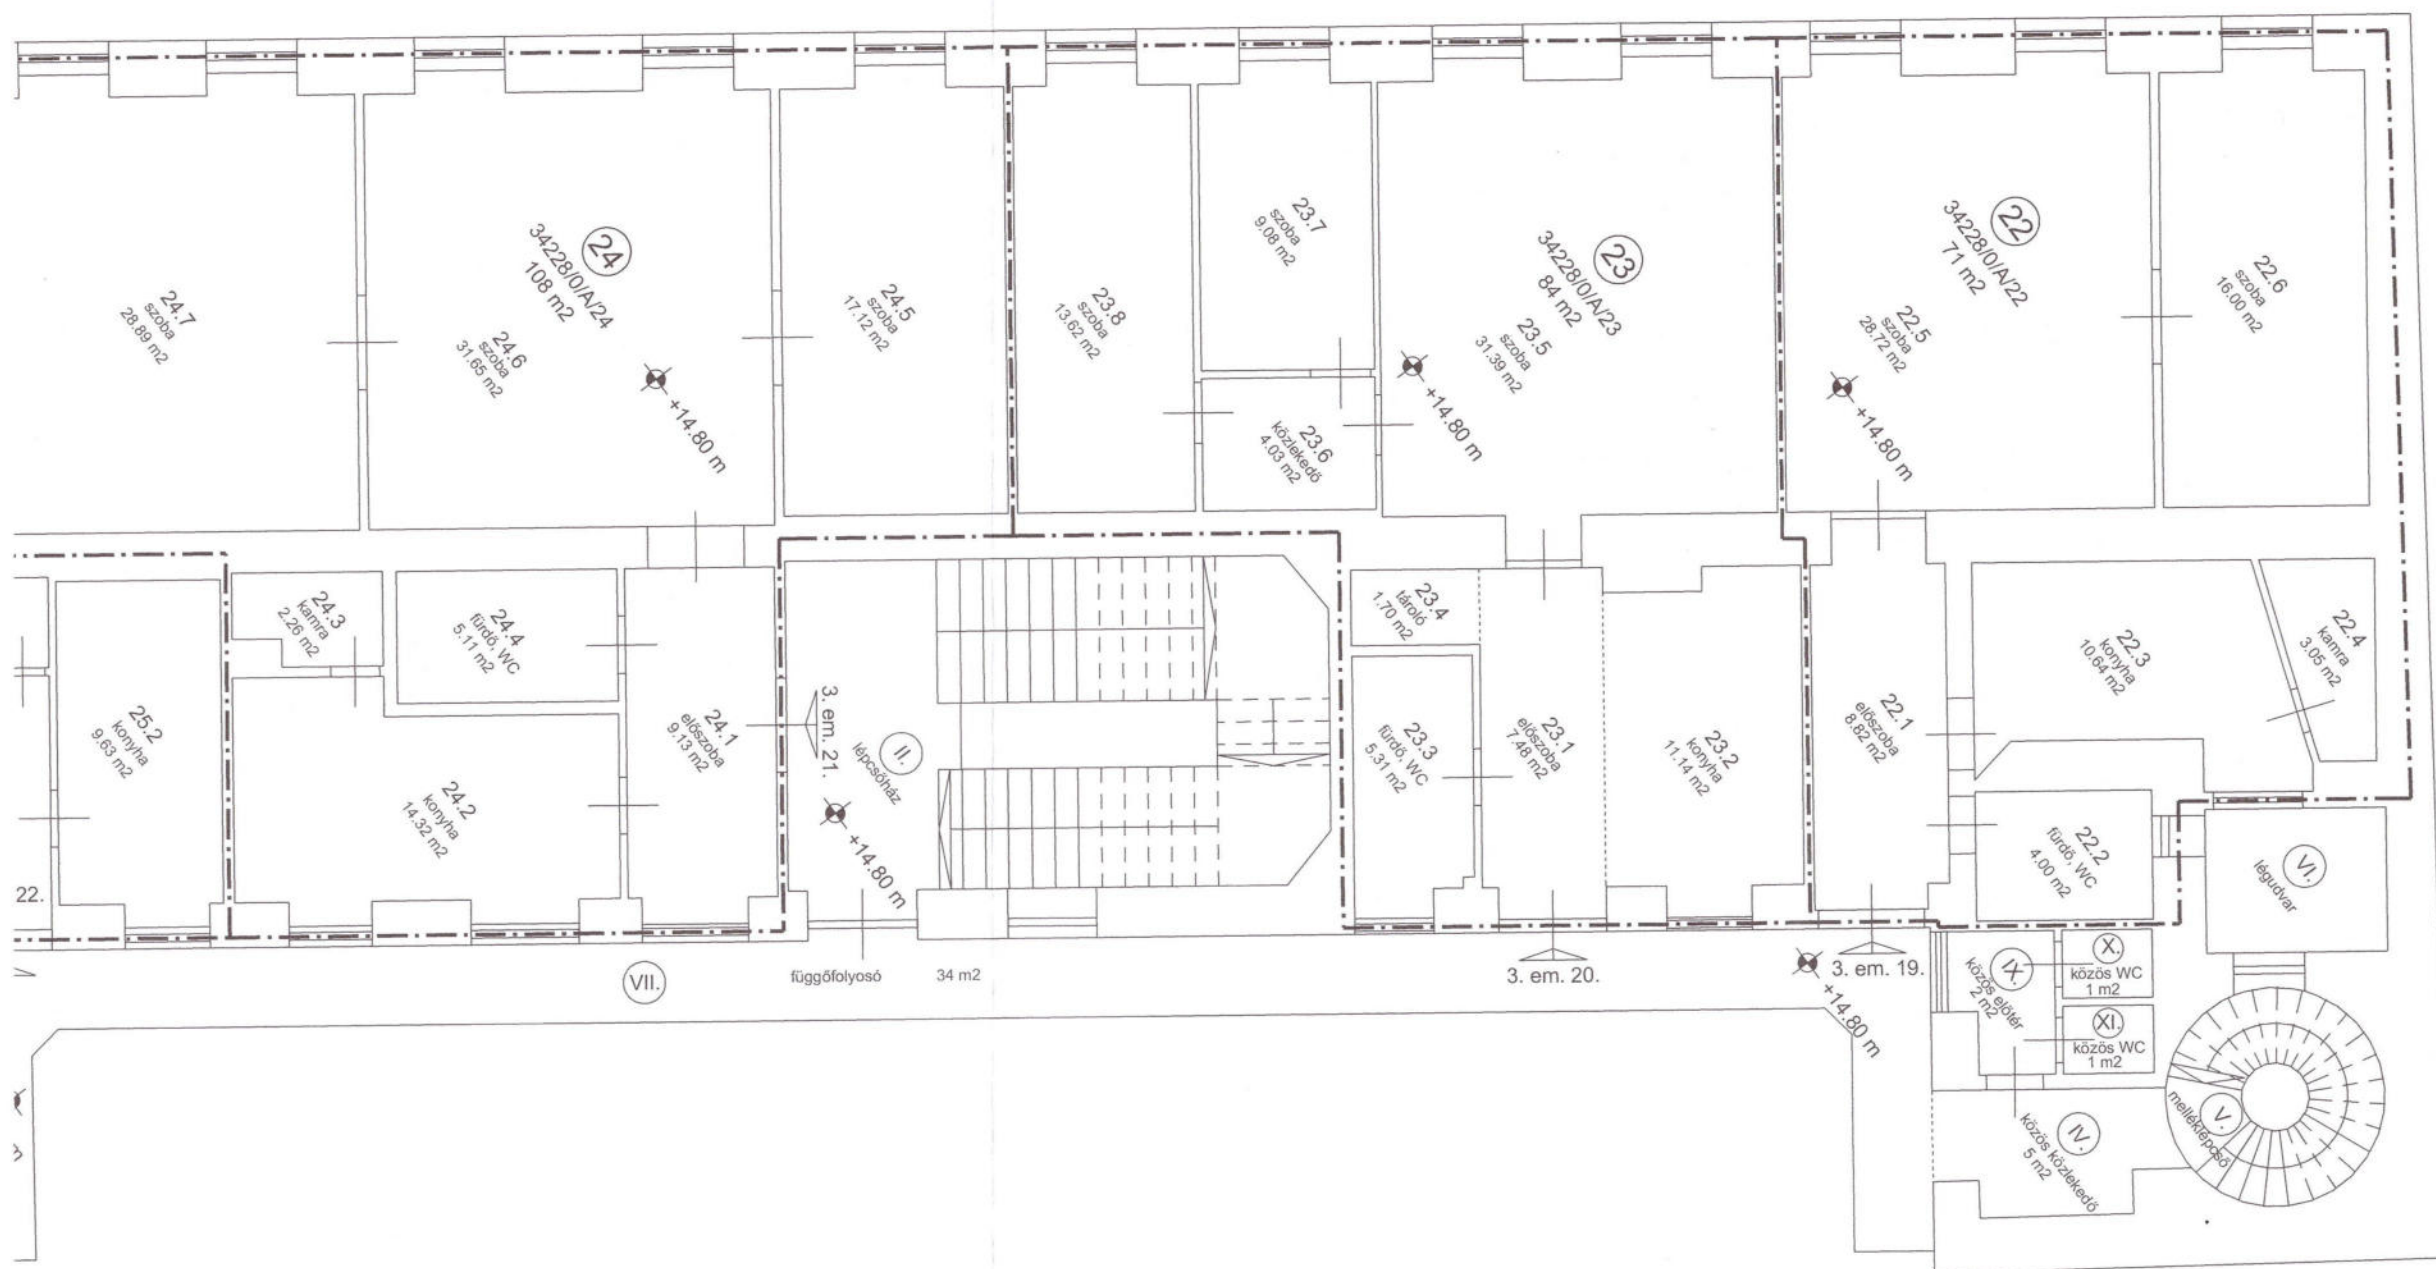 24.7
szoba
28.89 m2
24
34228/0/A/24
108 m2
24.6
szoba
31.65 m2
+14.80 m
24.5
szoba
17.12 m2
23.8
szoba
13.62 m2
23.7
szoba
9.08 m2
23.6
közlekedő
4.03 m2
23
34228/0/A/23
84 m2
23.5
szoba
31.39 m2
+14.80 m
22
34228/0/A/22
71 m2
22.5
szoba
28.72 m2
+14.80 m
22.6
szoba
16.00 m2
25.2
konyha
9.63 m2
24.3
kamra
2.26 m2
24.4
fürdő, WC
5.11 m2
24.2
konyha
14.32 m2
24.1
előszoba
9.13 m2
3. em. 21.
II.
lépcsőház
+14.80 m
23.4
tároló
1.70 m2
23.3
fürdő, WC
5.31 m2
23.1
előszoba
7.48 m2
23.2
konyha
11.14 m2
22.1
előszoba
8.82 m2
22.3
konyha
10.64 m2
22.4
kamra
3.05 m2
22.2
fürdő, WC
4.00 m2
VI.
légudvar
22.
VII.
függőfolyosó 34 m2
3. em. 20.
3. em. 19.
+14.80 m
IX.
közös előtér
2 m2
X.
közös WC
1 m2
XI.
közös WC
1 m2
IV.
közös közlekedő
5 m2
V.
melléklépcső